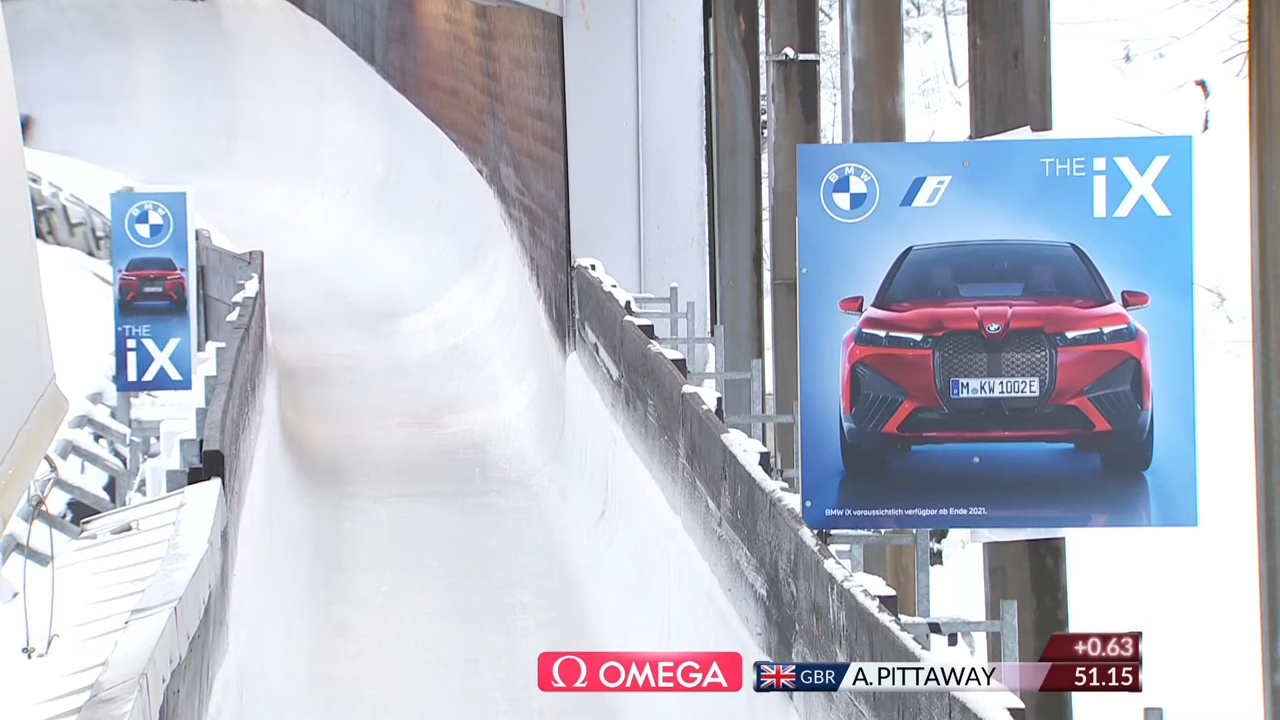 BMW
THE
iX
BMW
i
THE iX
M KW 1002E
BMW iX voraussichtlich verfügbar ab Ende 2021.
+0.63
Ω OMEGA
GBR A. PITTAWAY 51.15